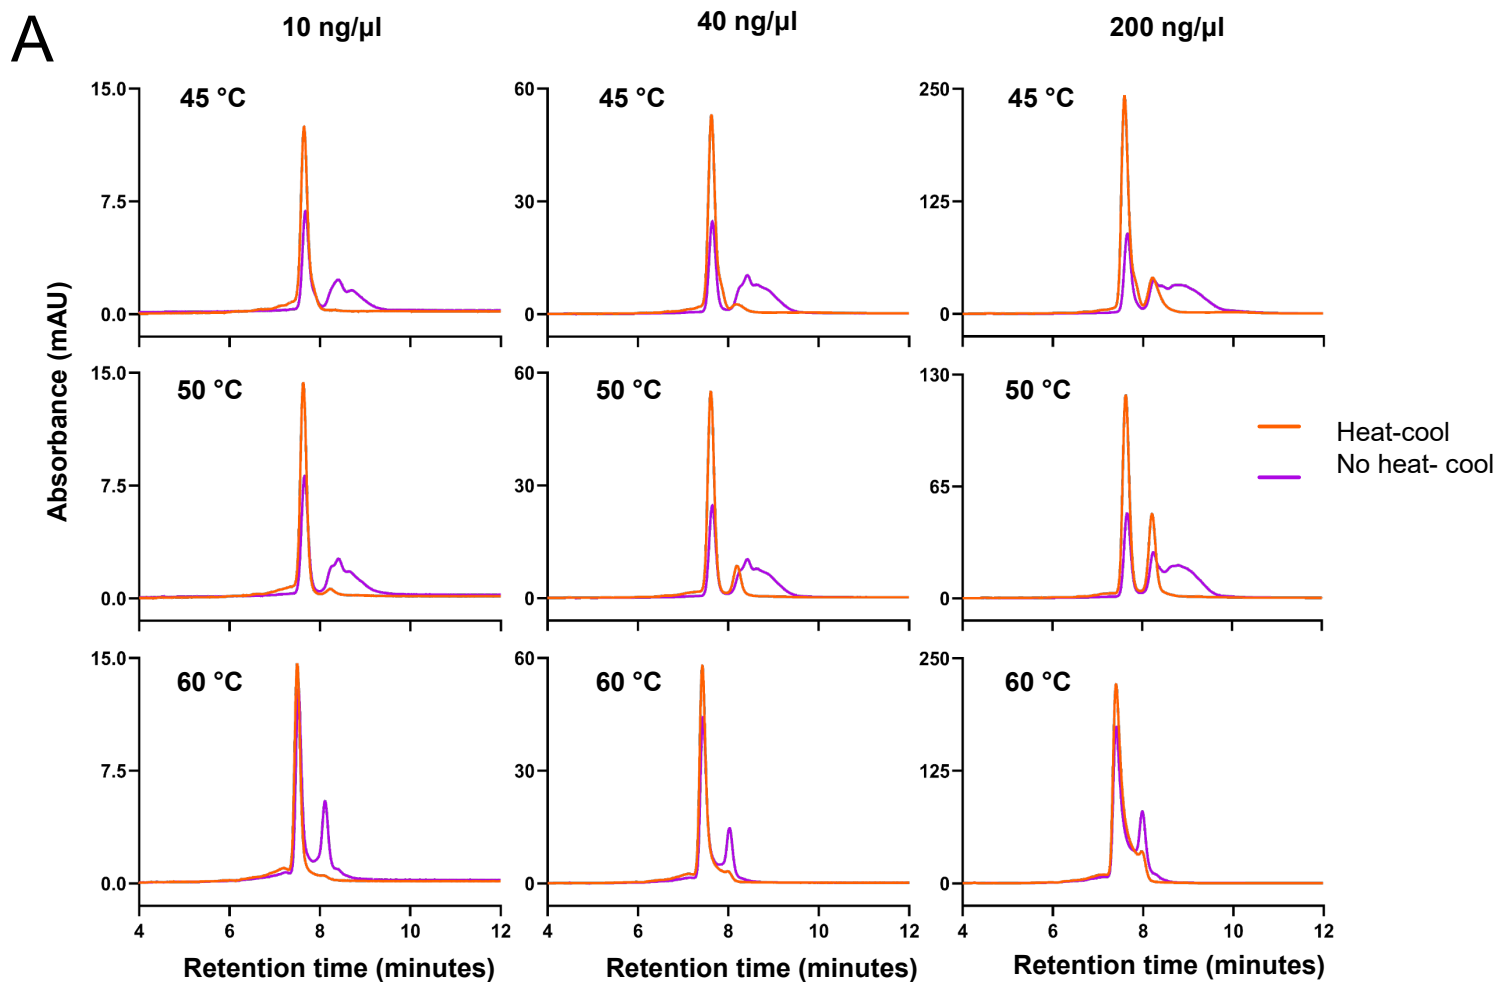 A
10 ng/µl
40 ng/µl
200 ng/µl
Absorbance (mAU)
15.0
7.5
0.0
45 °C
60
30
0
45 °C
250
125
0
45 °C
15.0
7.5
0.0
50 °C
60
30
0
50 °C
130
65
0
50 °C
Heat-cool
No heat- cool
15.0
7.5
0.0
60 °C
60
30
0
60 °C
250
125
0
60 °C
4 6 8 10 12
4 6 8 10 12
4 6 8 10 12
Retention time (minutes)
Retention time (minutes)
Retention time (minutes)